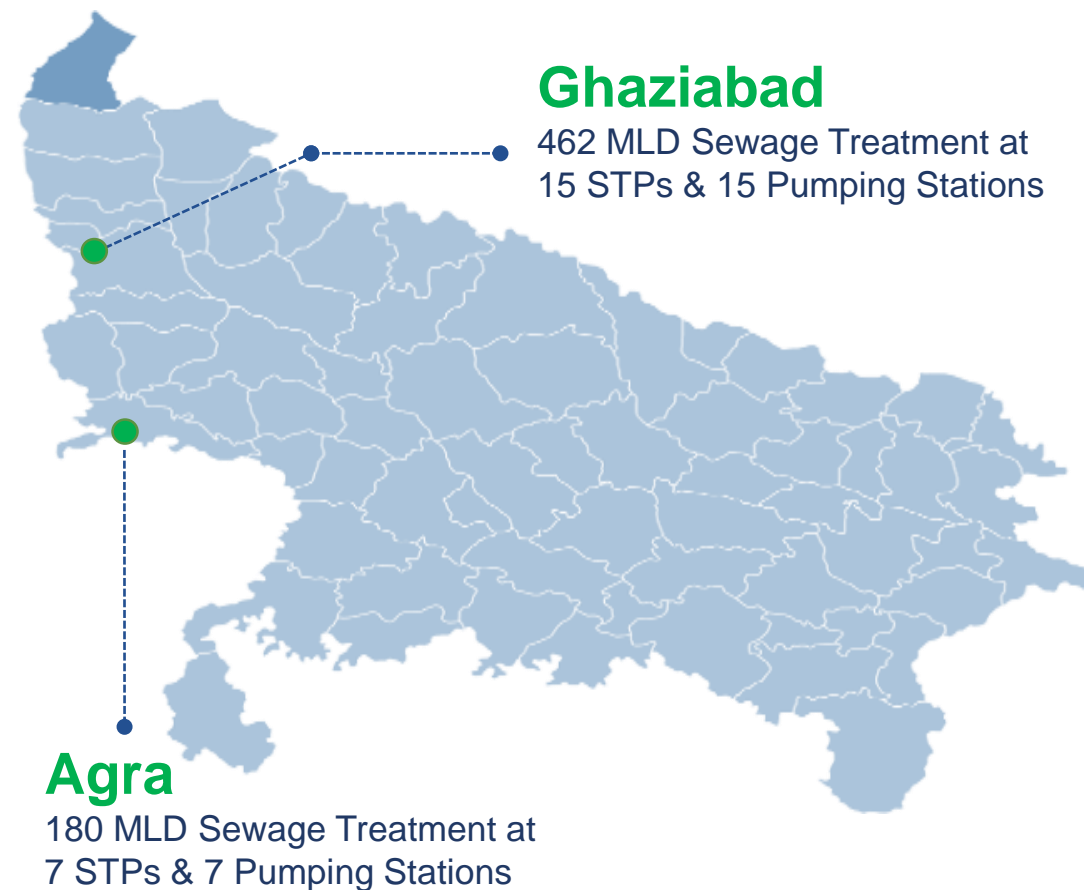 Ghaziabad
462 MLD Sewage Treatment at
15 STPs & 15 Pumping Stations
Agra
180 MLD Sewage Treatment at
7 STPs & 7 Pumping Stations